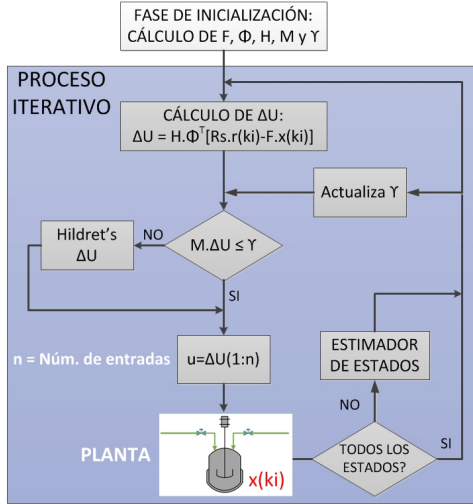 FASE DE INICIALIZACIÓN:
CÁLCULO DE F, Φ, H, M y ϒ
PROCESO
ITERATIVO
CÁLCULO DE ΔU:
ΔU = H.Φᵀ[Rs.r(ki)-F.x(ki)]
Actualiza ϒ
Hildret's
ΔU
NO
M.ΔU ≤ ϒ
SI
n = Núm. de entradas
u=ΔU(1:n)
ESTIMADOR
DE ESTADOS
NO
PLANTA
x(ki)
TODOS LOS
ESTADOS?
SI